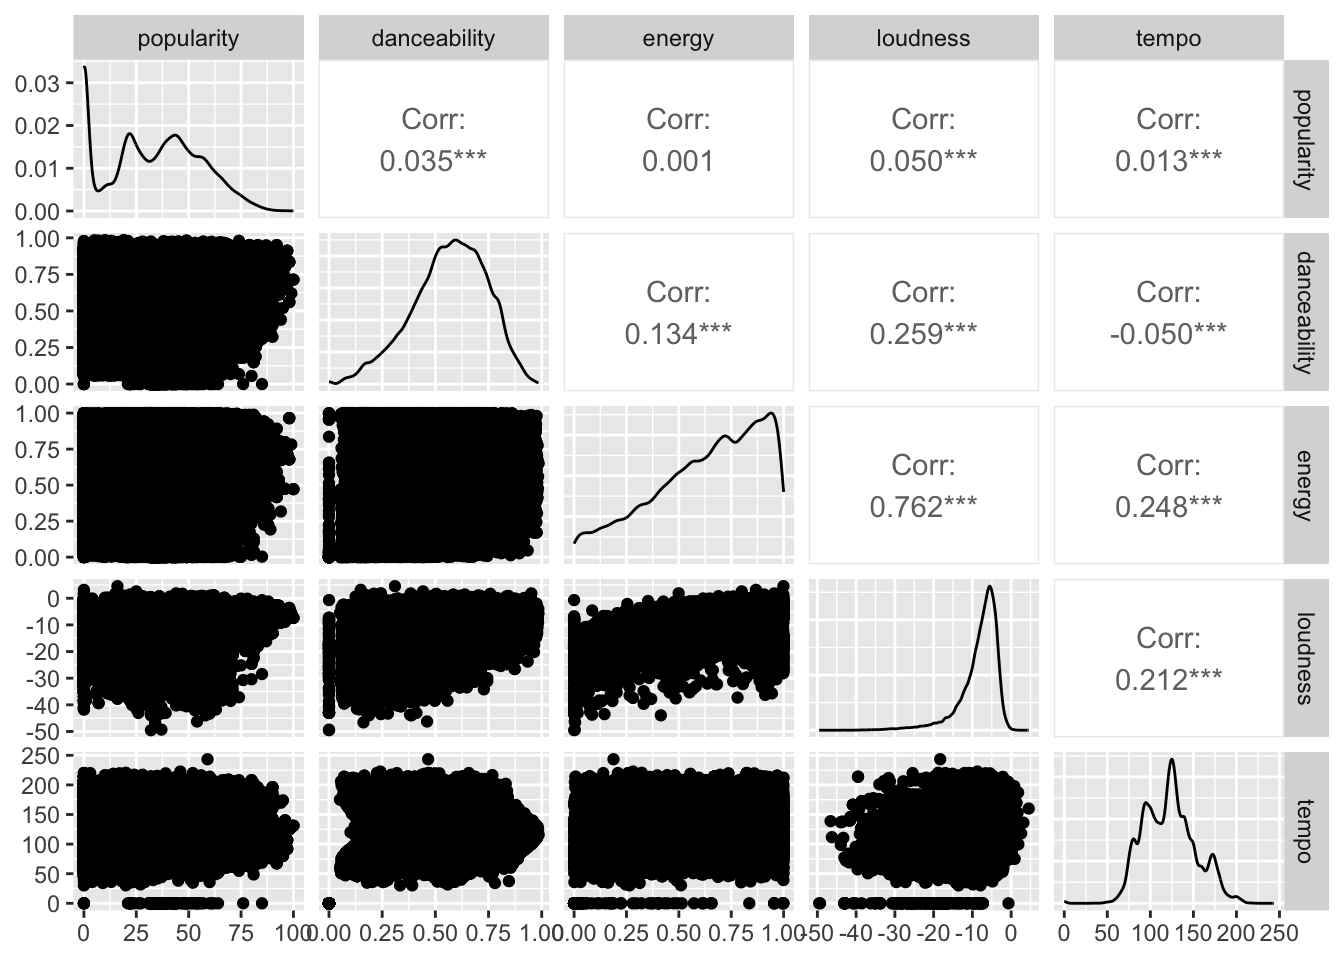 popularity danceability energy loudness tempo
0.03
0.02
0.01
0.00
Corr:
0.035***
Corr:
0.001
Corr:
0.050***
Corr:
0.013***
popularity
1.00
0.75
0.50
0.25
0.00
Corr:
0.134***
Corr:
0.259***
Corr:
-0.050***
danceability
1.00
0.75
0.50
0.25
0.00
Corr:
0.762***
Corr:
0.248***
energy
0
-10
-20
-30
-40
-50
Corr:
0.212***
loudness
250
200
150
100
50
0
tempo
0 25 50 75 100 0.00 0.25 0.50 0.75 1.00 0.00 0.25 0.50 0.75 1.00 -50 -40 -30 -20 -10 0 0 50 100 150 200 250